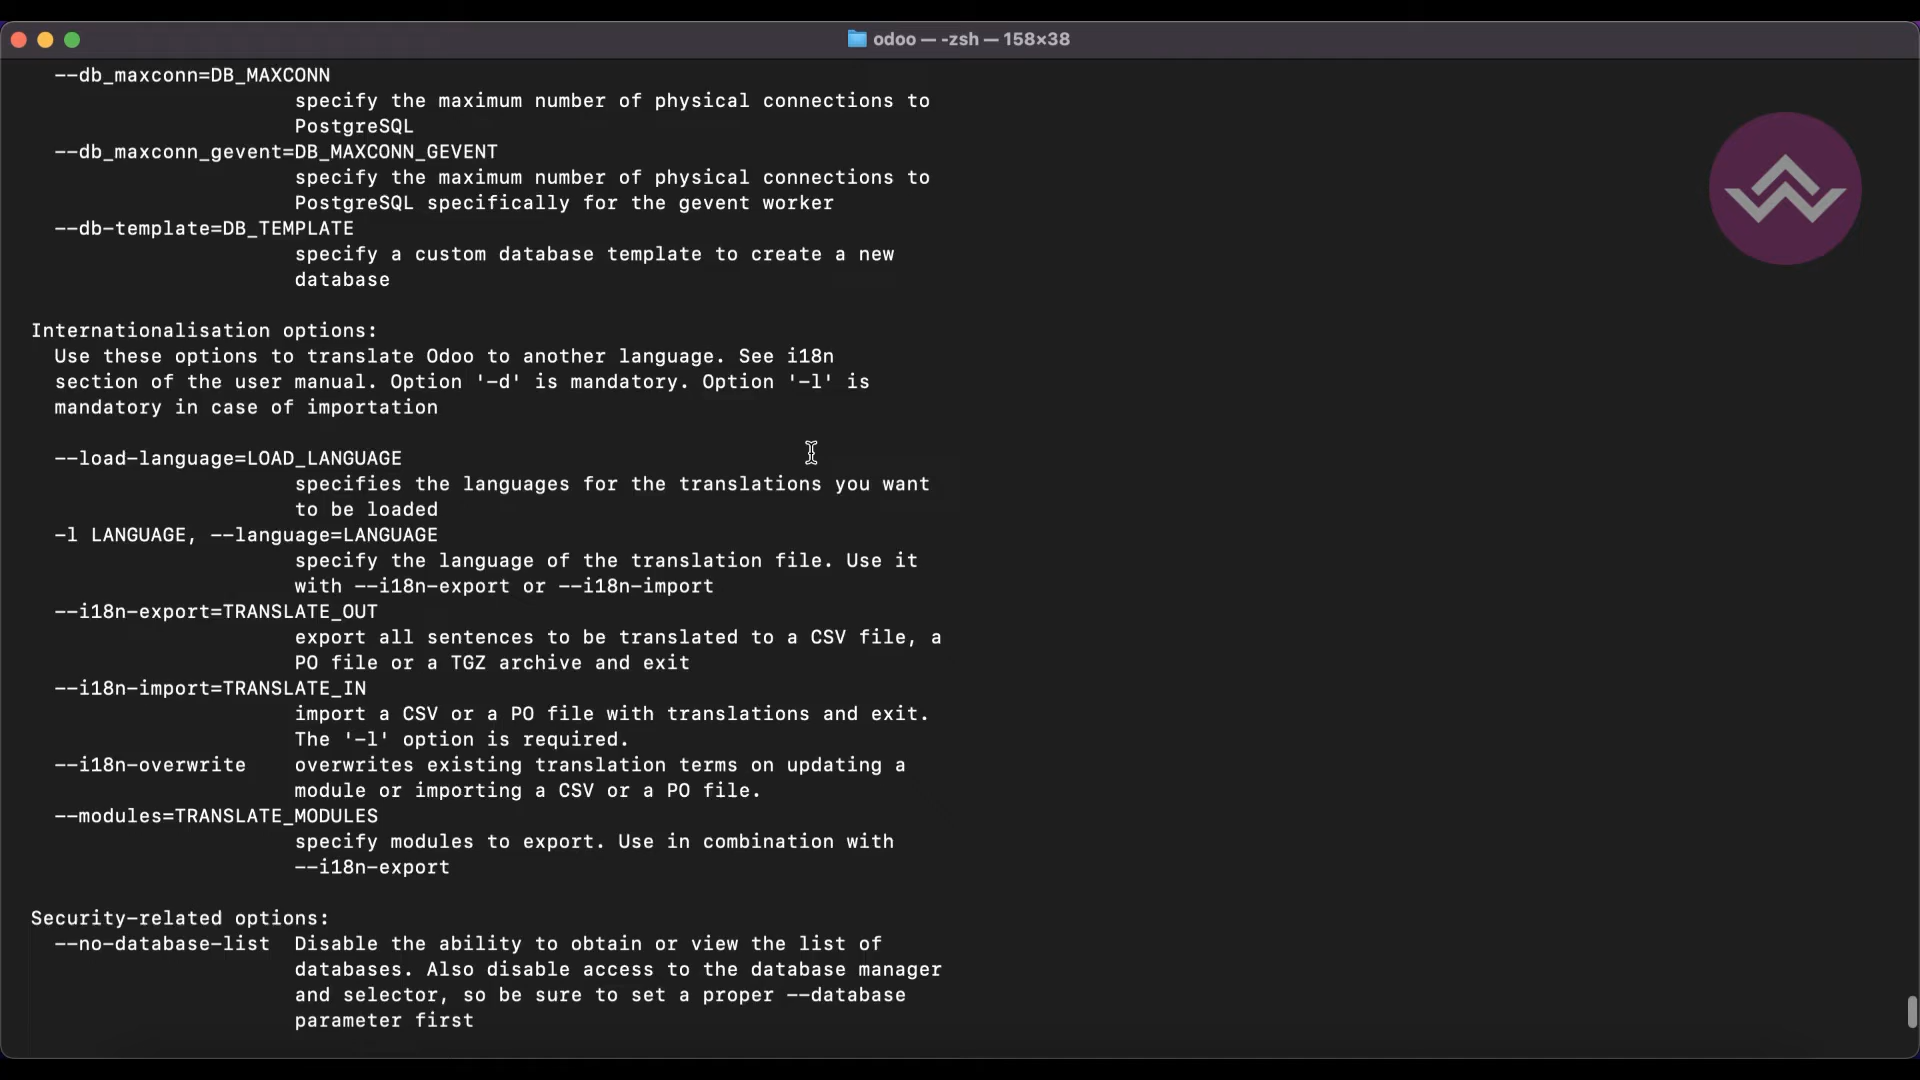 odoo — -zsh — 158×38
--db_maxconn=DB_MAXCONN
specify the maximum number of physical connections to
PostgreSQL
--db_maxconn_gevent=DB_MAXCONN_GEVENT
specify the maximum number of physical connections to
PostgreSQL specifically for the gevent worker
--db-template=DB_TEMPLATE
specify a custom database template to create a new
database
Internationalisation options:
Use these options to translate Odoo to another language. See i18n
section of the user manual. Option '-d' is mandatory. Option '-l' is
mandatory in case of importation
--load-language=LOAD_LANGUAGE
specifies the languages for the translations you want
to be loaded
-l LANGUAGE, --language=LANGUAGE
specify the language of the translation file. Use it
with --i18n-export or --i18n-import
--i18n-export=TRANSLATE_OUT
export all sentences to be translated to a CSV file, a
PO file or a TGZ archive and exit
--i18n-import=TRANSLATE_IN
import a CSV or a PO file with translations and exit.
The '-l' option is required.
--i18n-overwrite overwrites existing translation terms on updating a
module or importing a CSV or a PO file.
--modules=TRANSLATE_MODULES
specify modules to export. Use in combination with
--i18n-export
Security-related options:
--no-database-list Disable the ability to obtain or view the list of
databases. Also disable access to the database manager
and selector, so be sure to set a proper --database
parameter first